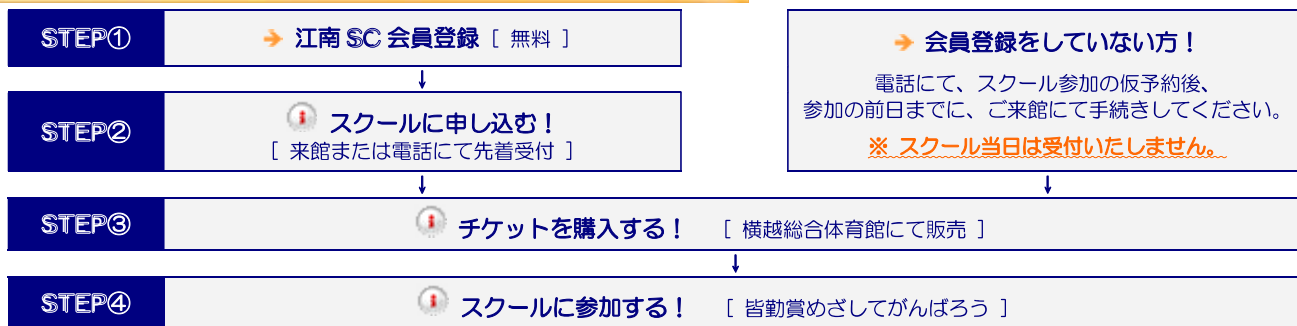 STEP①
江南 SC 会員登録 [ 無料 ]
STEP②
スクールに申し込む！
[ 来館または電話にて先着受付 ]
会員登録をしていない方！
電話にて、スクール参加の仮予約後、
参加の前日までに、ご来館にて手続きしてください。
※ スクール当日は受付いたしません。
STEP③
チケットを購入する！ [ 横越総合体育館にて販売 ]
STEP④
スクールに参加する！ [ 皆勤賞めざしてがんばろう ]